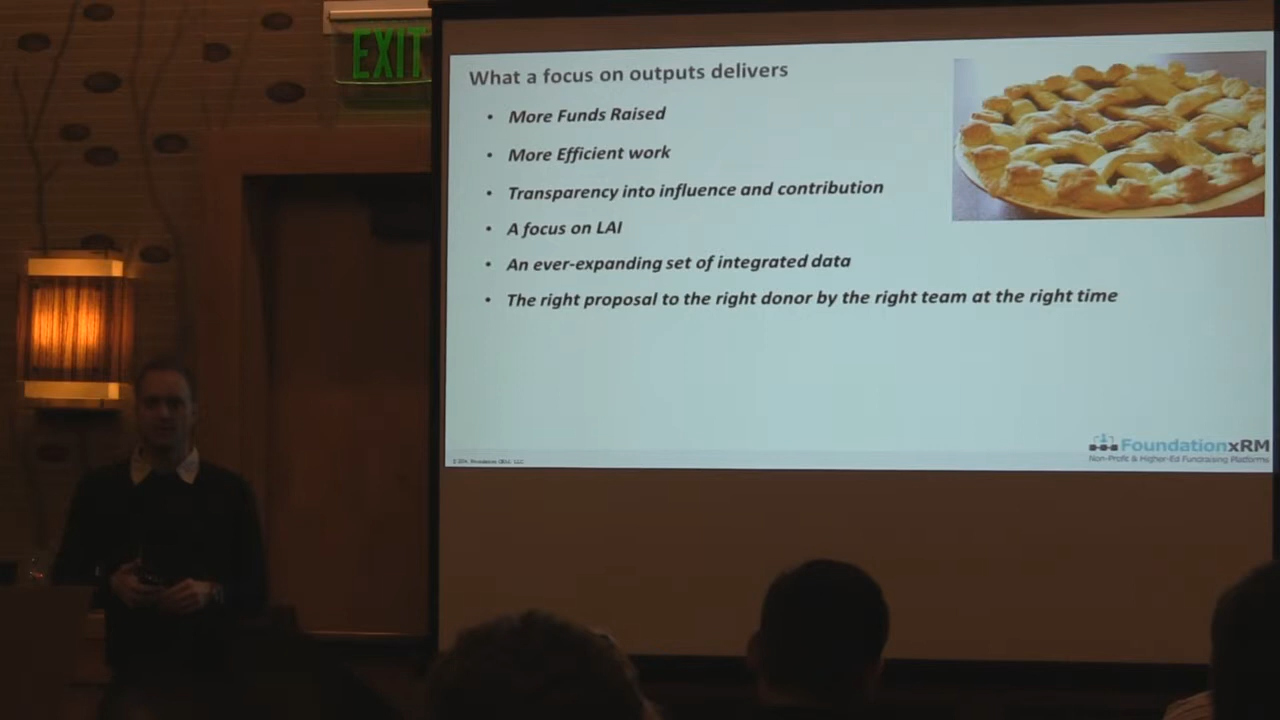 EXIT
What a focus on outputs delivers
• More Funds Raised
• More Efficient work
• Transparency into influence and contribution
• A focus on LAI
• An ever-expanding set of integrated data
• The right proposal to the right donor by the right team at the right time
FoundationxRM
Non-Profit & Higher-Ed Fundraising Platforms